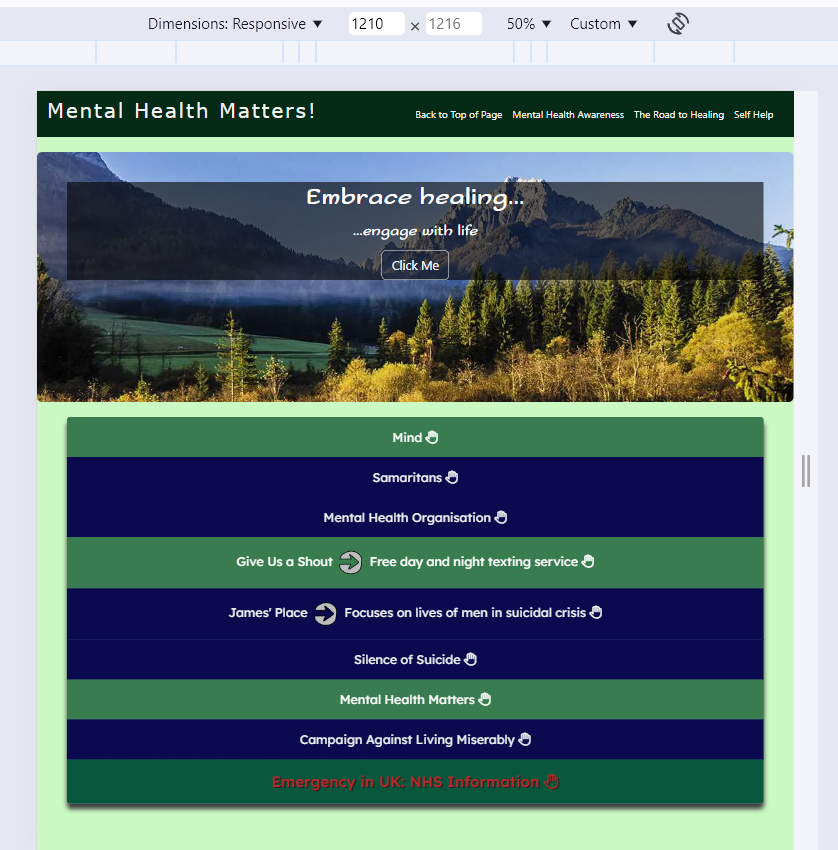 Dimensions: Responsive ▼ 1210 × 1216 50% ▼ Custom ▼
Mental Health Matters!
Back to Top of Page Mental Health Awareness The Road to Healing Self Help
Embrace healing...
...engage with life
Click Me
Mind
Samaritans
Mental Health Organisation
Give Us a Shout Free day and night texting service
James' Place Focuses on lives of men in suicidal crisis
Silence of Suicide
Mental Health Matters
Campaign Against Living Miserably
Emergency in UK: NHS Information